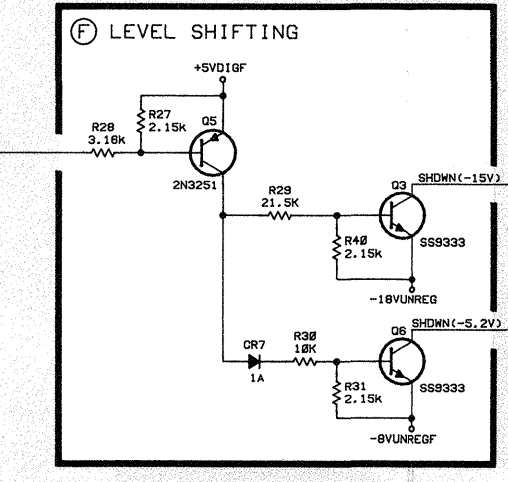 F LEVEL SHIFTING
+5VDIGF
R27
2.15k
Q5
R28
3.16k
2N3251
R29
21.5K
Q3
SHDWN(-15V)
R40
2.15k
SS9333
-18VUNREG
SHDWN(-5.2V)
Q6
CR7
1A
R30
10K
R31
2.15K
SS9333
-8VUNREGF